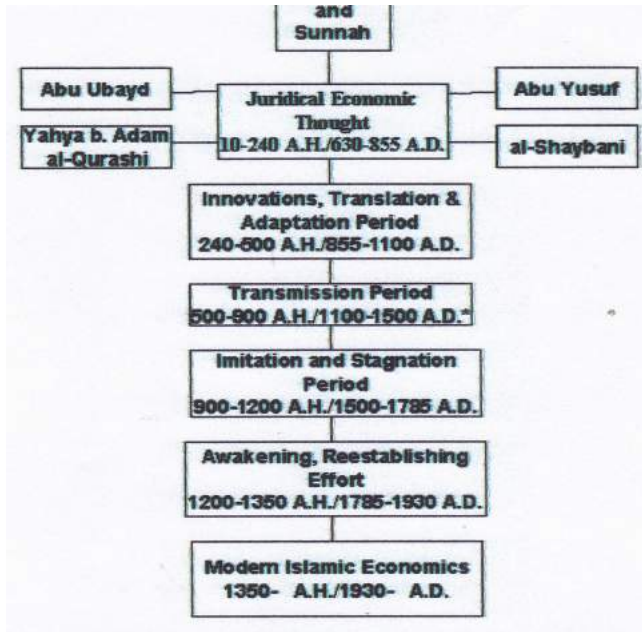 and
Sunnah
Abu Ubayd
Abu Yusuf
Juridical Economic
Thought
10-240 A.H./630-855 A.D.
Yahya b. Adam
al-Qurashi
al-Shaybani
Innovations, Translation &
Adaptation Period
240-500 A.H./855-1100 A.D.
Transmission Period
500-900 A.H./1100-1500 A.D.*
Imitation and Stagnation
Period
900-1200 A.H./1500-1785 A.D.
Awakening, Reestablishing
Effort
1200-1350 A.H./1785-1930 A.D.
Modern Islamic Economics
1350- A.H./1930- A.D.